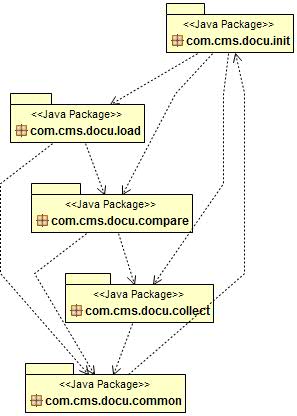 <<Java Package>>
com.cms.docu.init
<<Java Package>>
com.cms.docu.load
<<Java Package>>
com.cms.docu.compare
<<Java Package>>
com.cms.docu.collect
<<Java Package>>
com.cms.docu.common